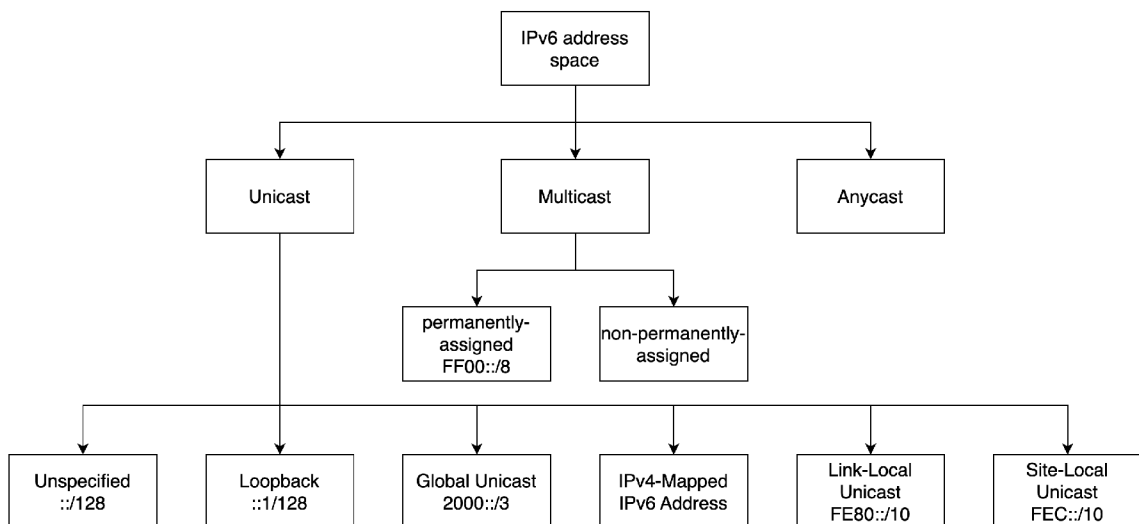 IPv6 address
space
Unicast
Multicast
Anycast
permanently-
assigned
FF00::/8
non-permanently-
assigned
Unspecified
::/128
Loopback
::1/128
Global Unicast
2000::/3
IPv4-Mapped
IPv6 Address
Link-Local
Unicast
FE80::/10
Site-Local
Unicast
FEC::/10